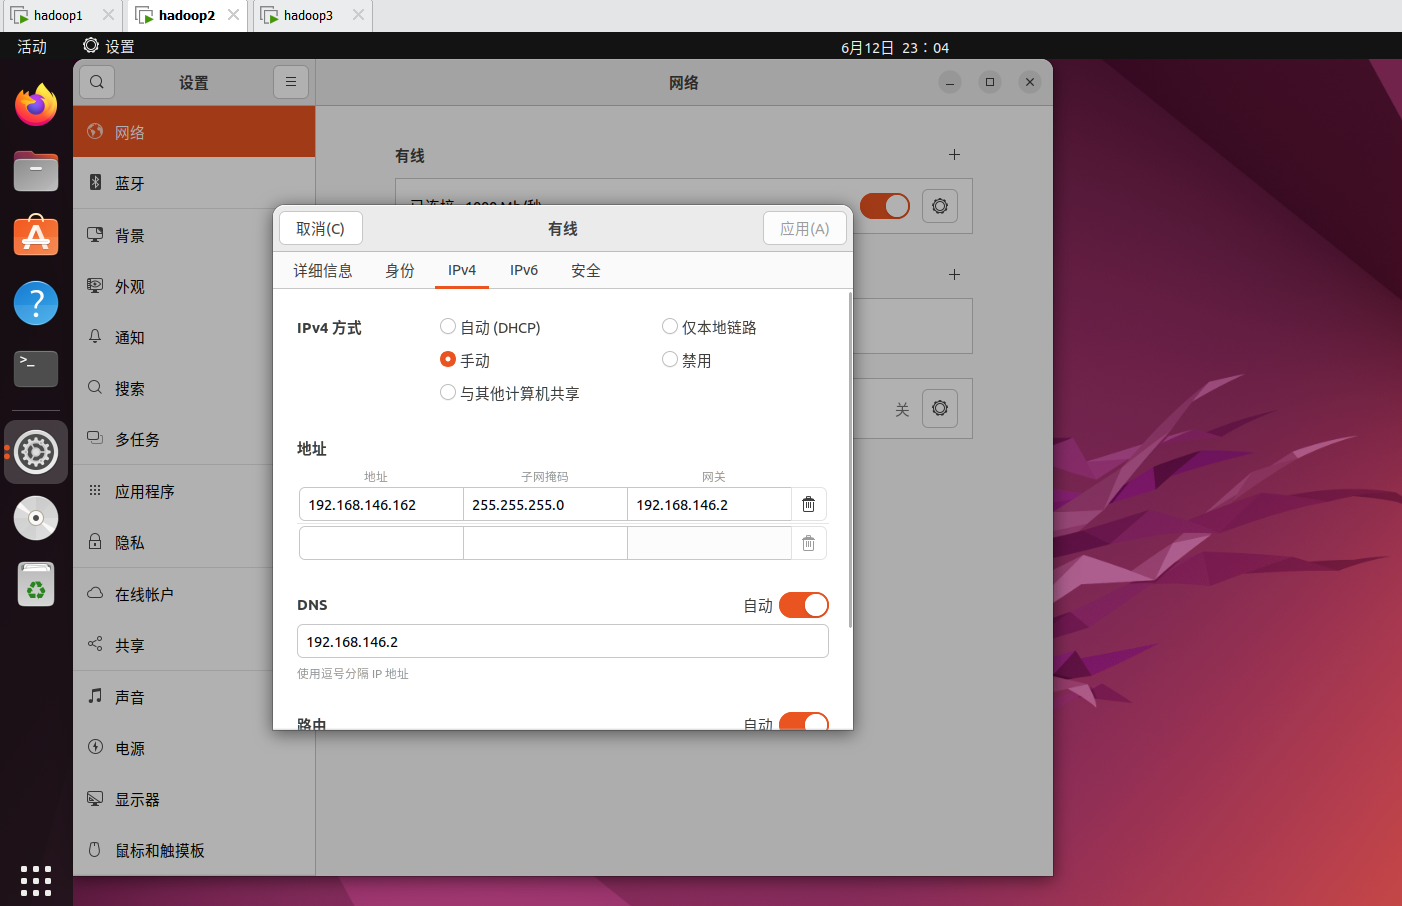 hadoop1
hadoop2
hadoop3
活动
设置
6月12日 23：04
设置
网络
网络
蓝牙
背景
外观
通知
搜索
多任务
应用程序
隐私
在线帐户
共享
声音
电源
显示器
鼠标和触摸板
有线
已连接 - 1000 Mb/秒
关
取消(C)
有线
应用(A)
详细信息
身份
IPv4
IPv6
安全
IPv4 方式
自动 (DHCP)
仅本地链路
手动
禁用
与其他计算机共享
地址
地址
子网掩码
网关
192.168.146.162
255.255.255.0
192.168.146.2
DNS
自动
192.168.146.2
使用逗号分隔 IP 地址
路由
自动